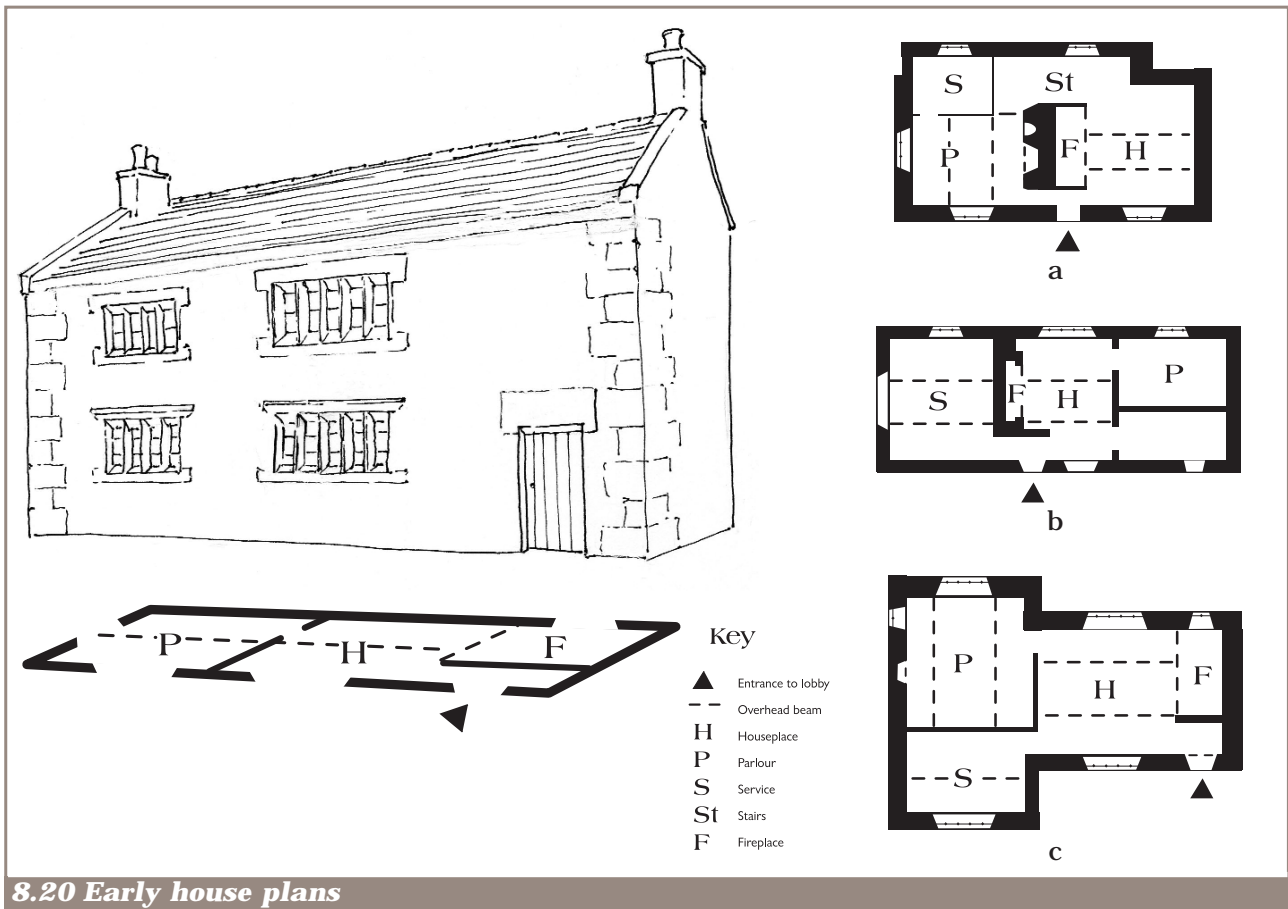 S
St
P
F
H
a
S
F
H
P
b
P
H
F
Key
Entrance to lobby
Overhead beam
H Houseplace
P Parlour
S Service
St Stairs
F Fireplace
P
H
F
S
c
8.20 Early house plans